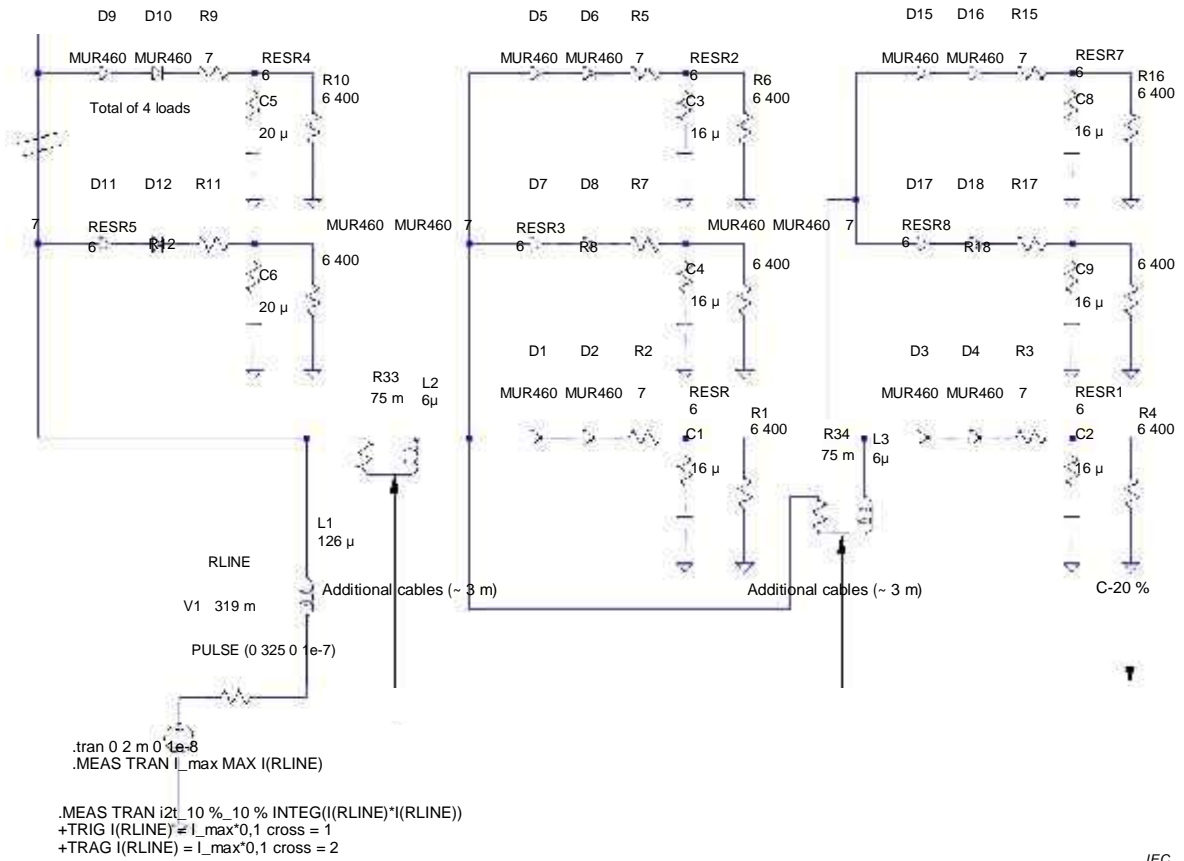 D9 D10 R9 D5 D6 R5 D15 D16 R15
MUR460 MUR460 7 RESR4 MUR460 MUR460 7 RESR2 MUR460 MUR460 7 RESR7
6 6 6
R10 R6 R16
6 400 6 400 6 400
Total of 4 loads C5 C3 C8
20 µ 16 µ 16 µ
D11 D12 R11 D7 D8 R7 D17 D18 R17
7 RESR5 MUR460 MUR460 7 RESR3 MUR460 MUR460 7 RESR8
6 R12 6 R8 6 R18
6 400 6 400 6 400
C6 C4 C9
20 µ 16 µ 16 µ
D1 D2 R2 D3 D4 R3
R33 L2
75 m 6µ
MUR460 MUR460 7 RESR MUR460 MUR460 7 RESR1
6 6
R1 R4
6 400 6 400
C1 R34 L3 C2
16 µ 75 m 6µ 16 µ
L1
126 µ
RLINE
Additional cables (~ 3 m) Additional cables (~ 3 m) C-20 %
V1 319 m
PULSE (0 325 0 1e-7)
.tran 0 2 m 0 1e-8
.MEAS TRAN I_max MAX I(RLINE)
.MEAS TRAN i2t_10 %_10 % INTEG(I(RLINE)*I(RLINE))
+TRIG I(RLINE) = I_max*0,1 cross = 1
+TRAG I(RLINE) = I_max*0,1 cross = 2
IEC